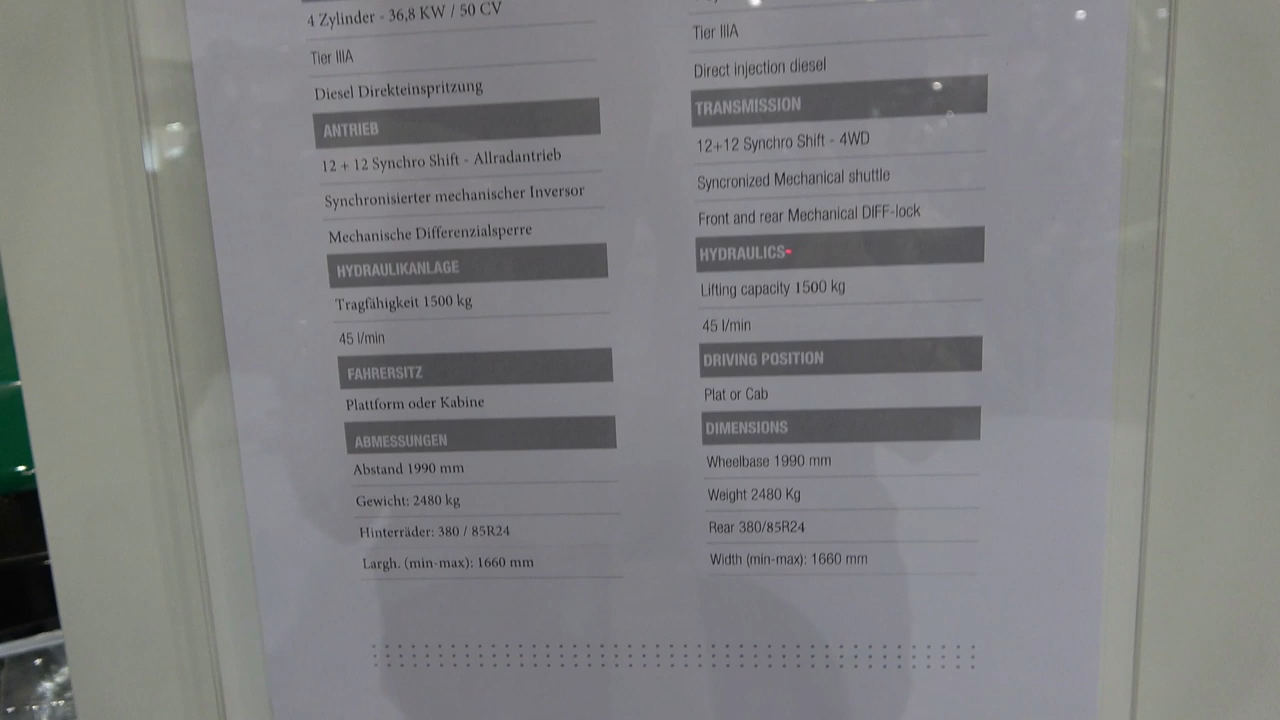 4 Zylinder - 36,8 KW / 50 CV
Tier IIIA
Diesel Direkteinspritzung
ANTRIEB
12 + 12 Synchro Shift - Allradantrieb
Synchronisierter mechanischer Inversor
Mechanische Differenzialsperre
HYDRAULIKANLAGE
Tragfähigkeit 1500 kg
45 l/min
FAHRERSITZ
Plattform oder Kabine
ABMESSUNGEN
Abstand 1990 mm
Gewicht: 2480 kg
Hinterräder: 380 / 85R24
Largh. (min-max): 1660 mm
Tier IIIA
Direct injection diesel
TRANSMISSION
12+12 Synchro Shift - 4WD
Syncronized Mechanical shuttle
Front and rear Mechanical DIFF-lock
HYDRAULICS-
Lifting capacity 1500 kg
45 l/min
DRIVING POSITION
Plat or Cab
DIMENSIONS
Wheelbase 1990 mm
Weight 2480 Kg
Rear 380/85R24
Width (min-max): 1660 mm